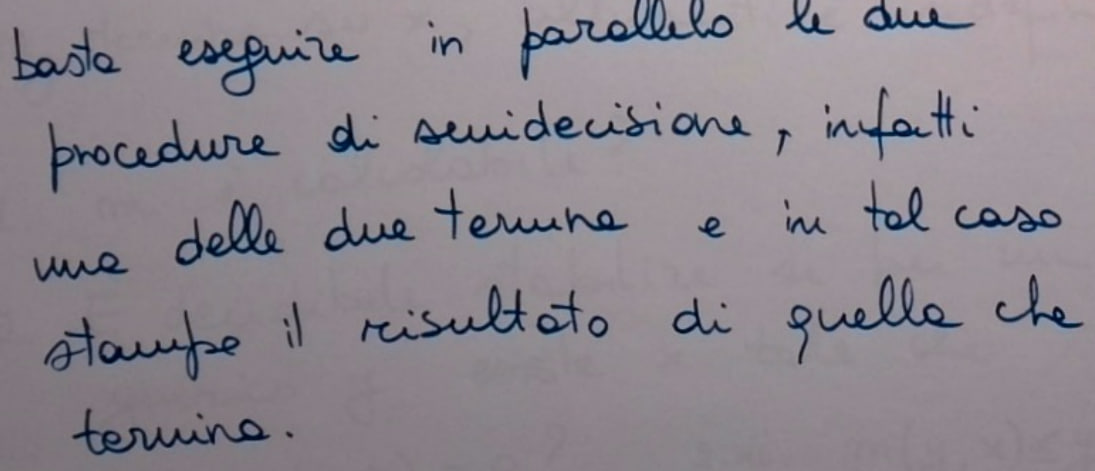 basta eseguire in parallelo le due
procedure di semidecisione, infatti
una delle due termina e in tal caso
stampa il risultato di quella che
termina.